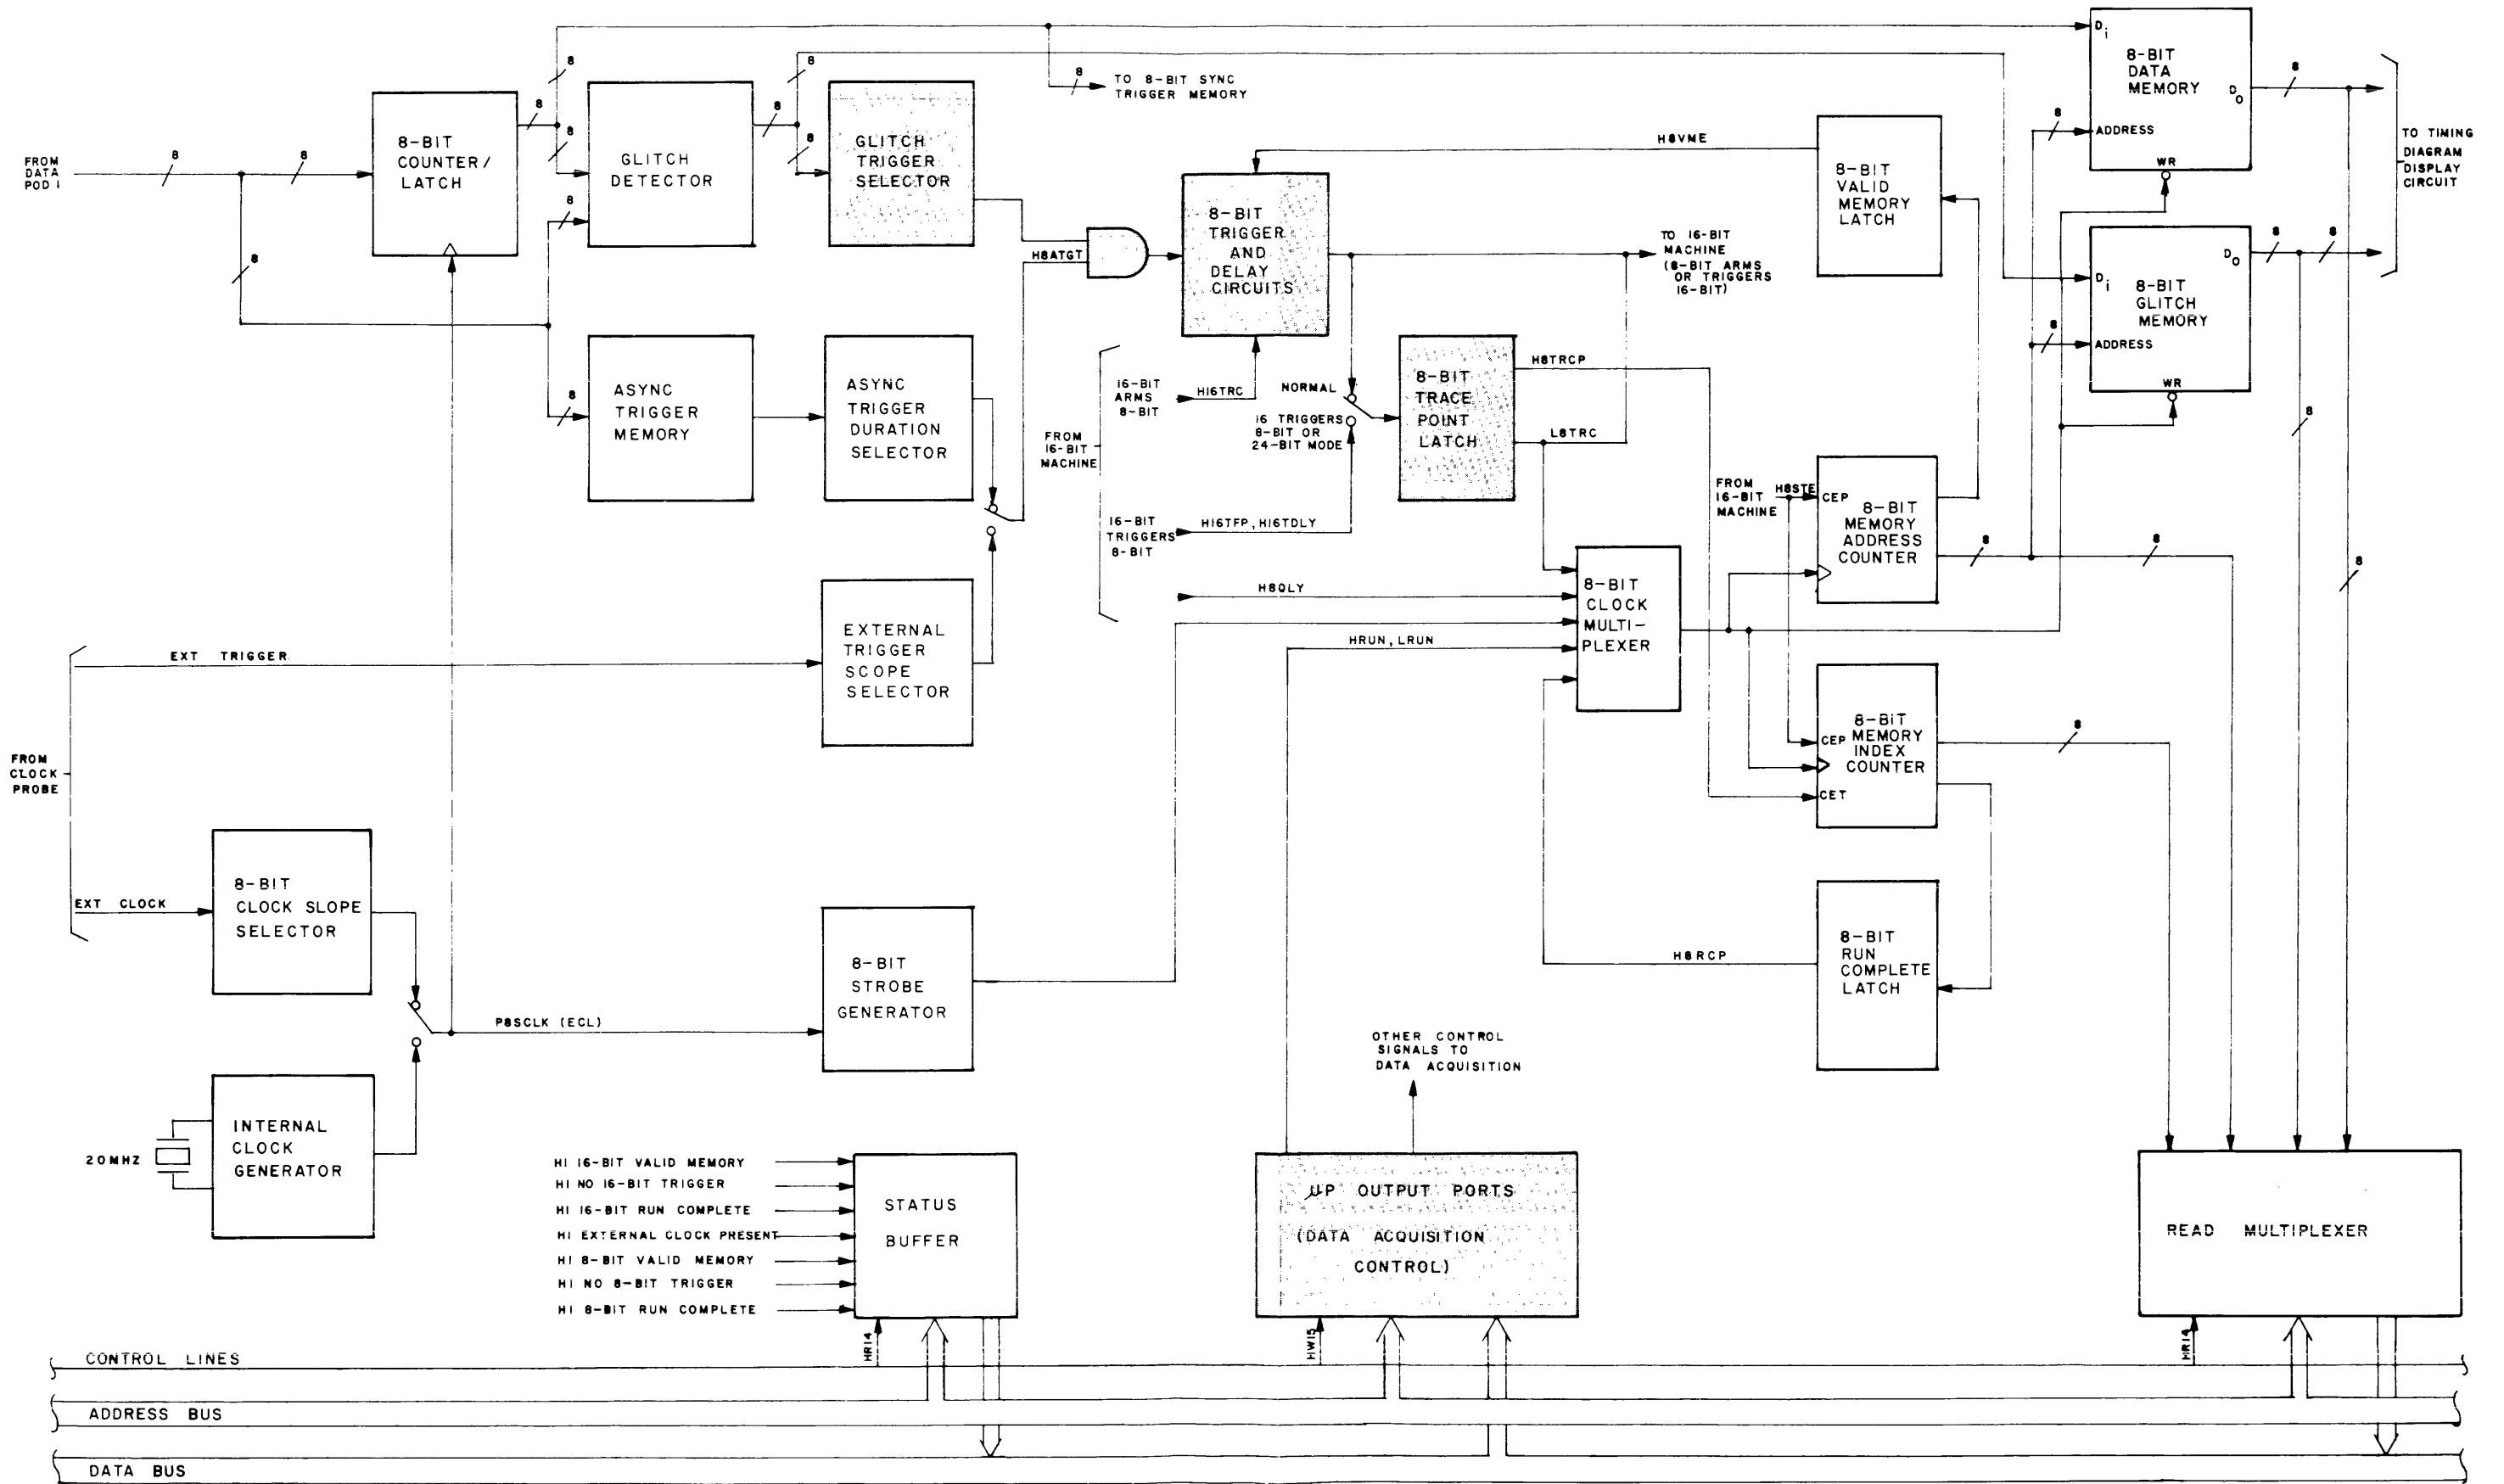 FROM
DATA
POD 1
8
8
8
8-BIT
COUNTER/
LATCH
8
8
8
8
GLITCH
DETECTOR
8
8
8
GLITCH
TRIGGER
SELECTOR
8
TO 8-BIT SYNC
TRIGGER MEMORY
H8ATGT
8-BIT
TRIGGER
AND
DELAY
CIRCUITS
H8VME
8-BIT
VALID
MEMORY
LATCH
Di
8-BIT
DATA
MEMORY
Do
8
ADDRESS
WR
8
TO TIMING
DIAGRAM
DISPLAY
CIRCUIT
Di
8-BIT
GLITCH
MEMORY
Do
8
8
8
ADDRESS
WR
8
8
TO 16-BIT
MACHINE
(8-BIT ARMS
OR TRIGGERS
16-BIT)
8
ASYNC
TRIGGER
MEMORY
ASYNC
TRIGGER
DURATION
SELECTOR
FROM
16-BIT
MACHINE
16-BIT
ARMS
8-BIT
H16TRC
NORMAL
16 TRIGGERS
8-BIT OR
24-BIT MODE
8-BIT
TRACE
POINT
LATCH
H8TRCP
L8TRC
16-BIT
TRIGGERS
8-BIT
H16TFP, H16TDLY
FROM
16-BIT
MACHINE
H8STE
CEP
8-BIT
MEMORY
ADDRESS
COUNTER
8
8
H8QLY
HRUN, LRUN
8-BIT
CLOCK
MULTI-
PLEXER
EXTERNAL
TRIGGER
SCOPE
SELECTOR
EXT TRIGGER
FROM
CLOCK
PROBE
EXT CLOCK
CEP
8-BIT
MEMORY
INDEX
COUNTER
CET
8
8-BIT
CLOCK SLOPE
SELECTOR
P8SCLK (ECL)
8-BIT
STROBE
GENERATOR
H8RCP
8-BIT
RUN
COMPLETE
LATCH
20MHZ
INTERNAL
CLOCK
GENERATOR
OTHER CONTROL
SIGNALS TO
DATA ACQUISITION
HI 16-BIT VALID MEMORY
HI NO 16-BIT TRIGGER
HI 16-BIT RUN COMPLETE
HI EXTERNAL CLOCK PRESENT
HI 8-BIT VALID MEMORY
HI NO 8-BIT TRIGGER
HI 8-BIT RUN COMPLETE
STATUS
BUFFER
HR14
µP OUTPUT PORTS
(DATA ACQUISITION
CONTROL)
HW15
READ MULTIPLEXER
HR14
CONTROL LINES
ADDRESS BUS
DATA BUS